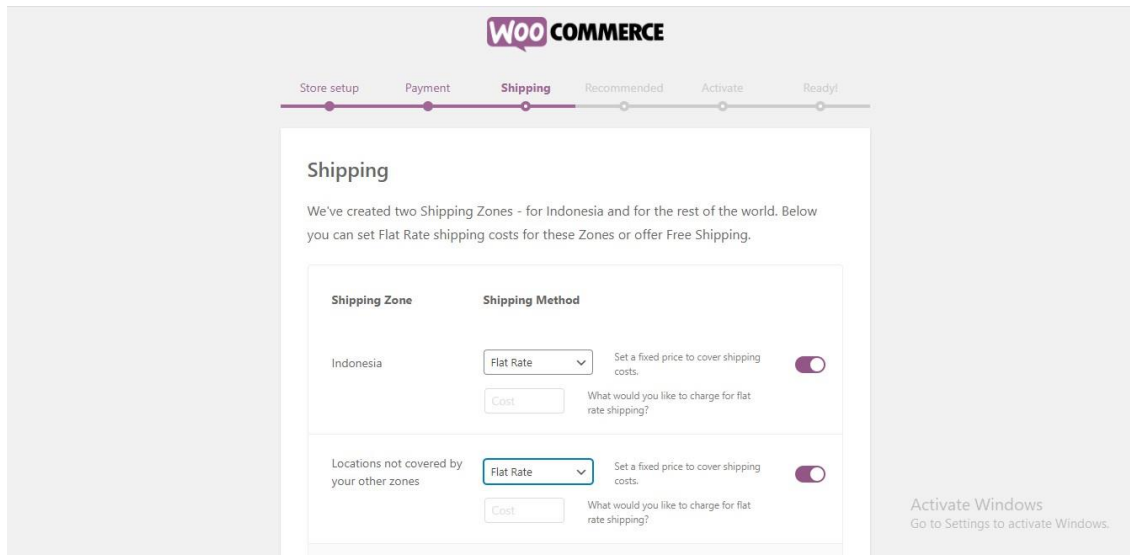 WOO COMMERCE
Store setup Payment Shipping Recommended Activate Ready!
Shipping
We've created two Shipping Zones - for Indonesia and for the rest of the world. Below
you can set Flat Rate shipping costs for these Zones or offer Free Shipping.
Shipping Zone Shipping Method
Indonesia Flat Rate Set a fixed price to cover shipping
costs.
Cost What would you like to charge for flat
rate shipping?
Locations not covered by
your other zones
Flat Rate Set a fixed price to cover shipping
costs.
Cost What would you like to charge for flat
rate shipping?
Activate Windows
Go to Settings to activate Windows.